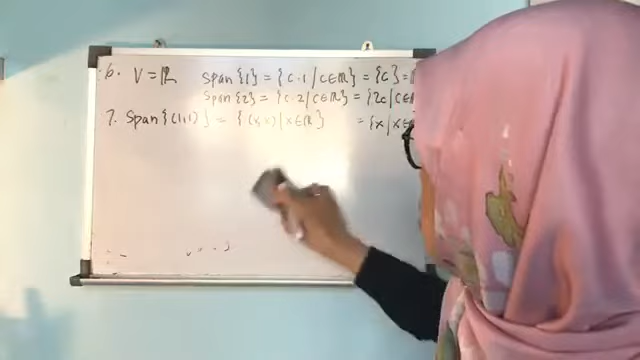 6. V = ℝ span{1} = {c·1 / c∈ℝ} = {c} =
span{2} = {c·2 / c∈ℝ} = {2c / c∈
7. Span{(1,1)} = {(x,x) / x∈ℝ} = {x / x∈